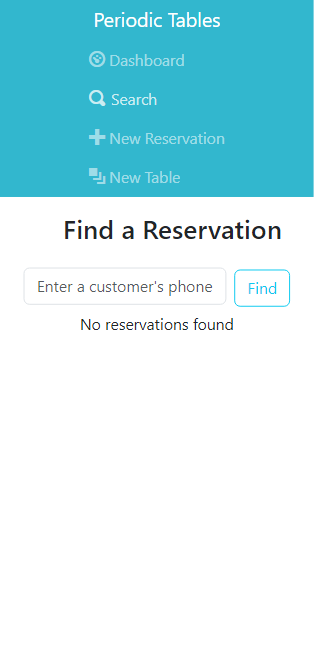 Periodic Tables
Dashboard
Search
New Reservation
New Table
Find a Reservation
Enter a customer's phone
Find
No reservations found